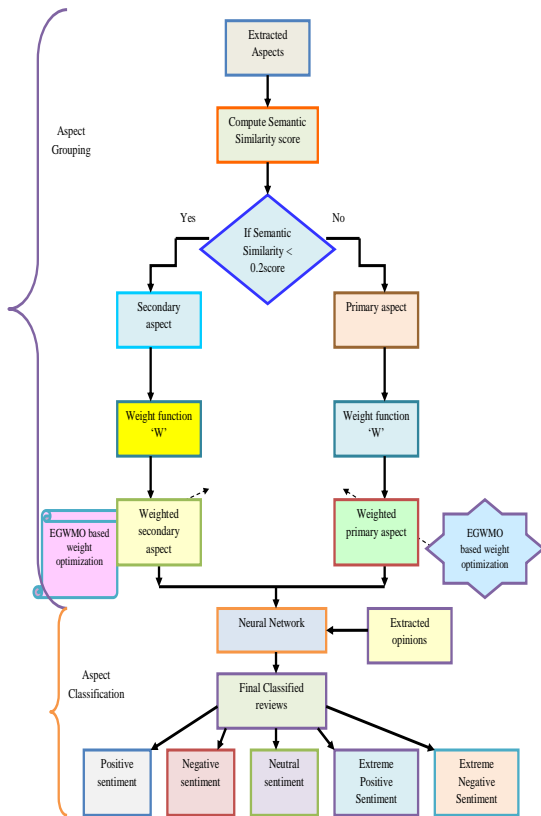 Extracted
Aspects
Aspect
Grouping
Compute Semantic
Similarity score
Yes
No
If Semantic
Similarity <
0.2score
Secondary
aspect
Primary aspect
Weight function
‘W’
Weight function
‘W’
EGWMO based
weight
optimization
Weighted
secondary
aspect
Weighted
primary aspect
EGWMO
based weight
optimization
Neural Network
Extracted
opinions
Aspect
Classification
Final Classified
reviews
Positive
sentiment
Negative
sentiment
Neutral
sentiment
Extreme
Positive
Sentiment
Extreme
Negative
Sentiment